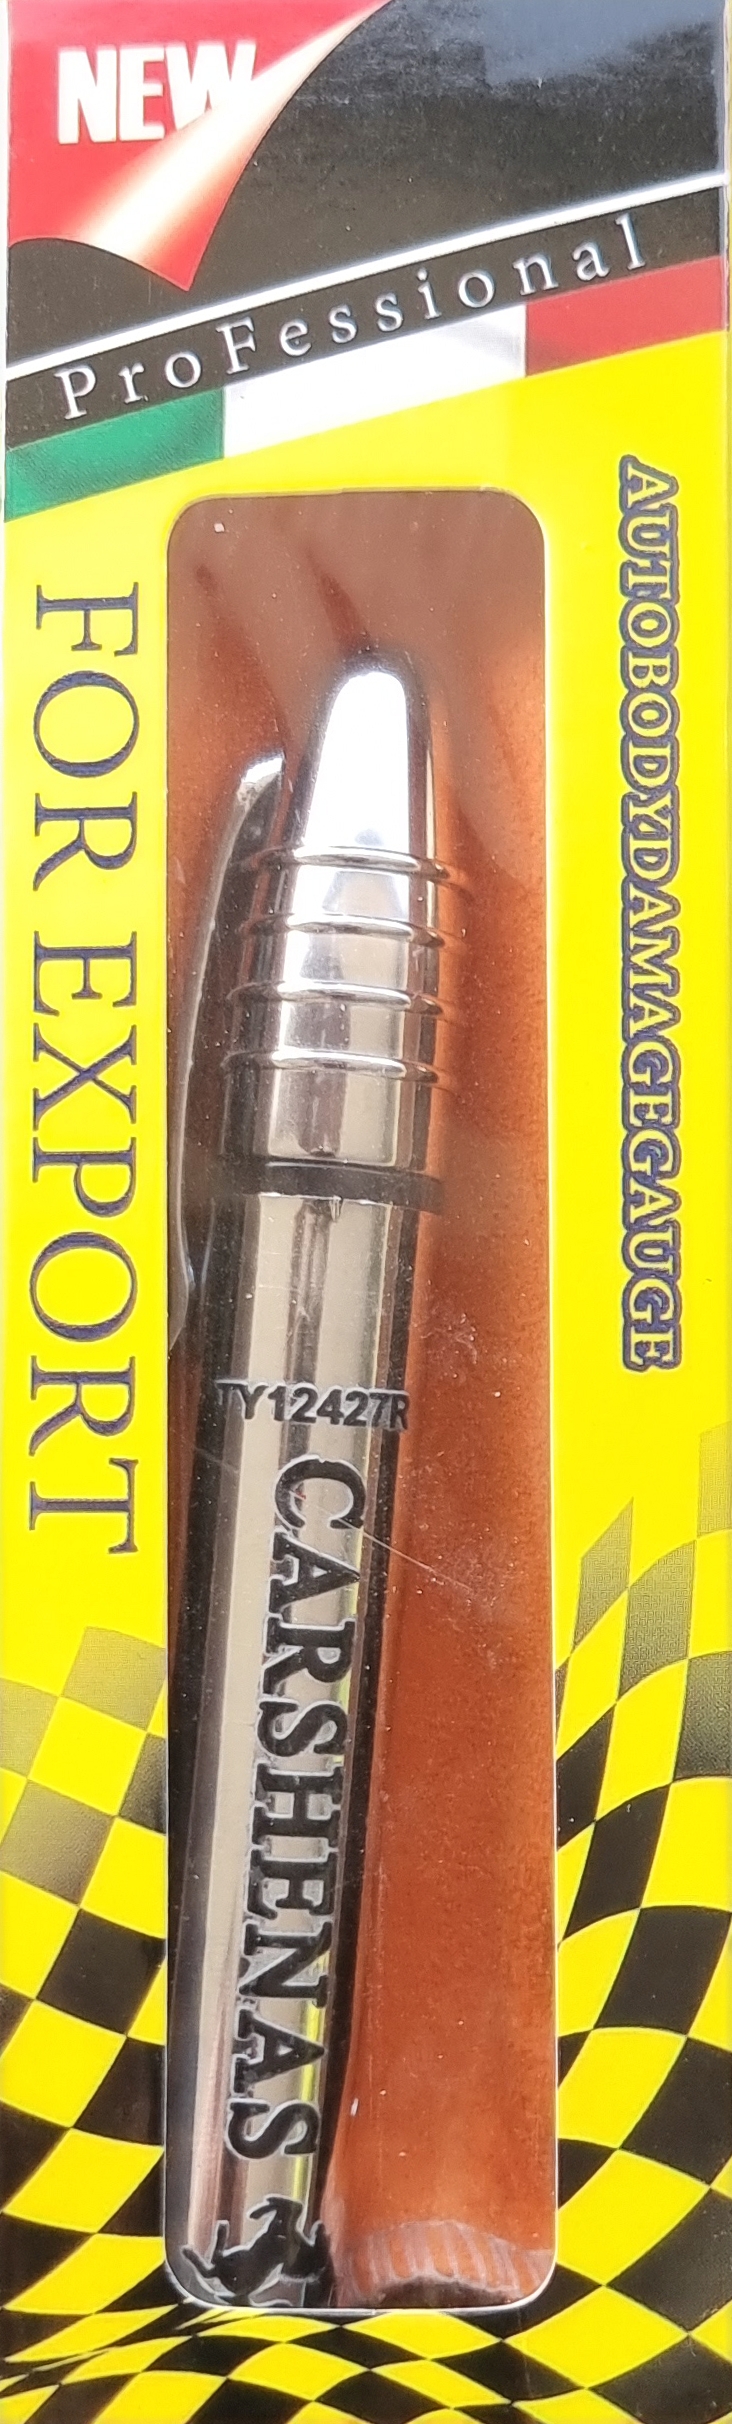 NEW
ProFessional
FOR EXPORT
AUTOBODYDAMAGEGAUGE
TY12427R
CARSHENAS